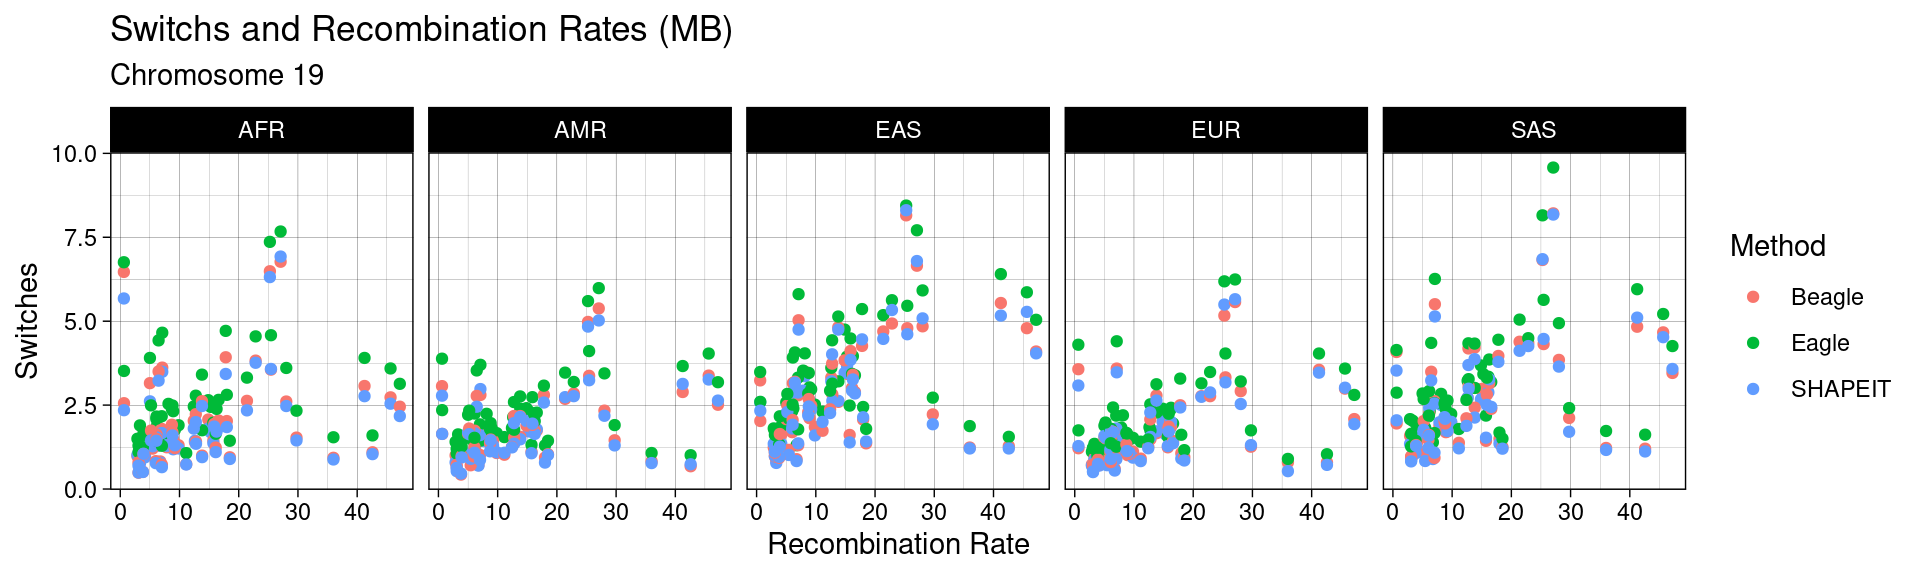 Switchs and Recombination Rates (MB)
Chromosome 19
AFR AMR EAS EUR SAS
10.0
7.5
5.0
2.5
0.0
Switches
0 10 20 30 40 0 10 20 30 40 0 10 20 30 40 0 10 20 30 40 0 10 20 30 40
Recombination Rate
Method
Beagle
Eagle
SHAPEIT